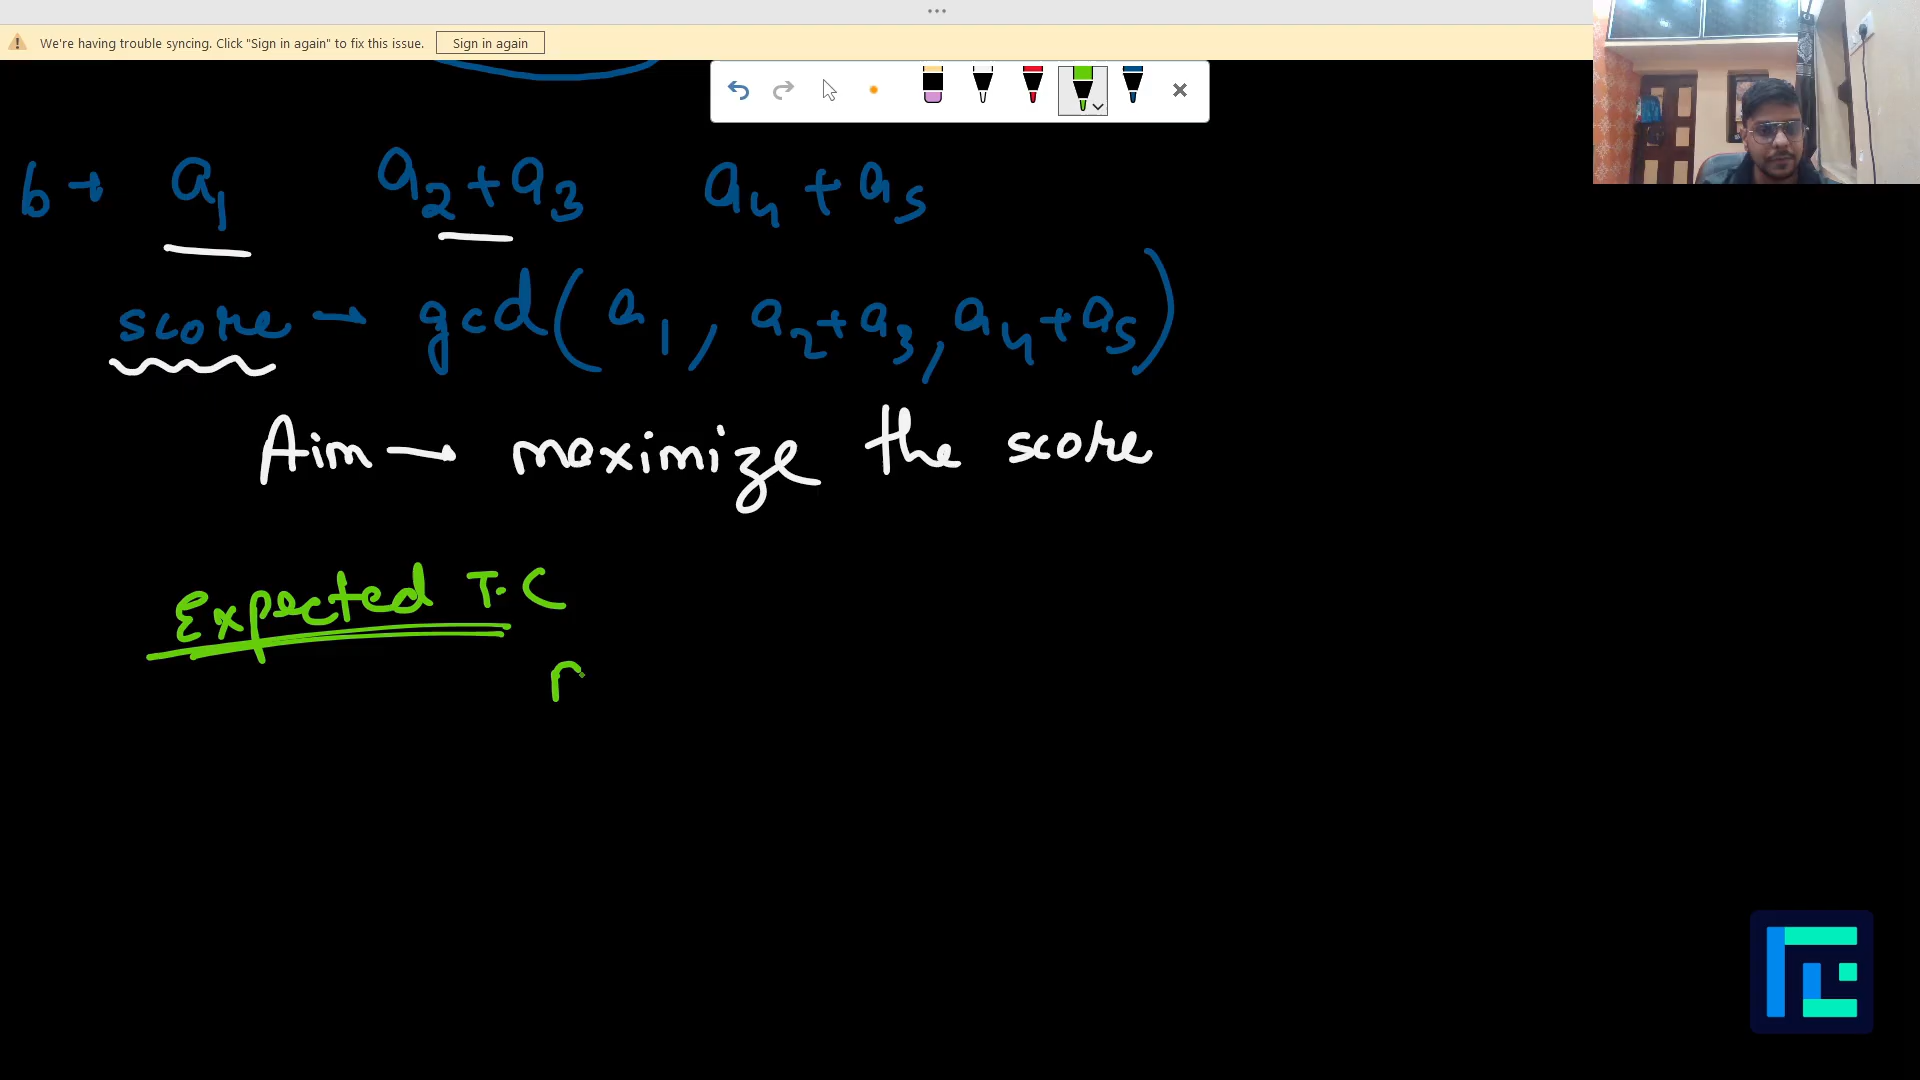 We're having trouble syncing. Click "Sign in again" to fix this issue. Sign in again
b → a₁ a₂+a₃ a₄+a₅
score → gcd(a₁, a₂+a₃, a₄+a₅)
Aim → maximize the score
Expected T.C